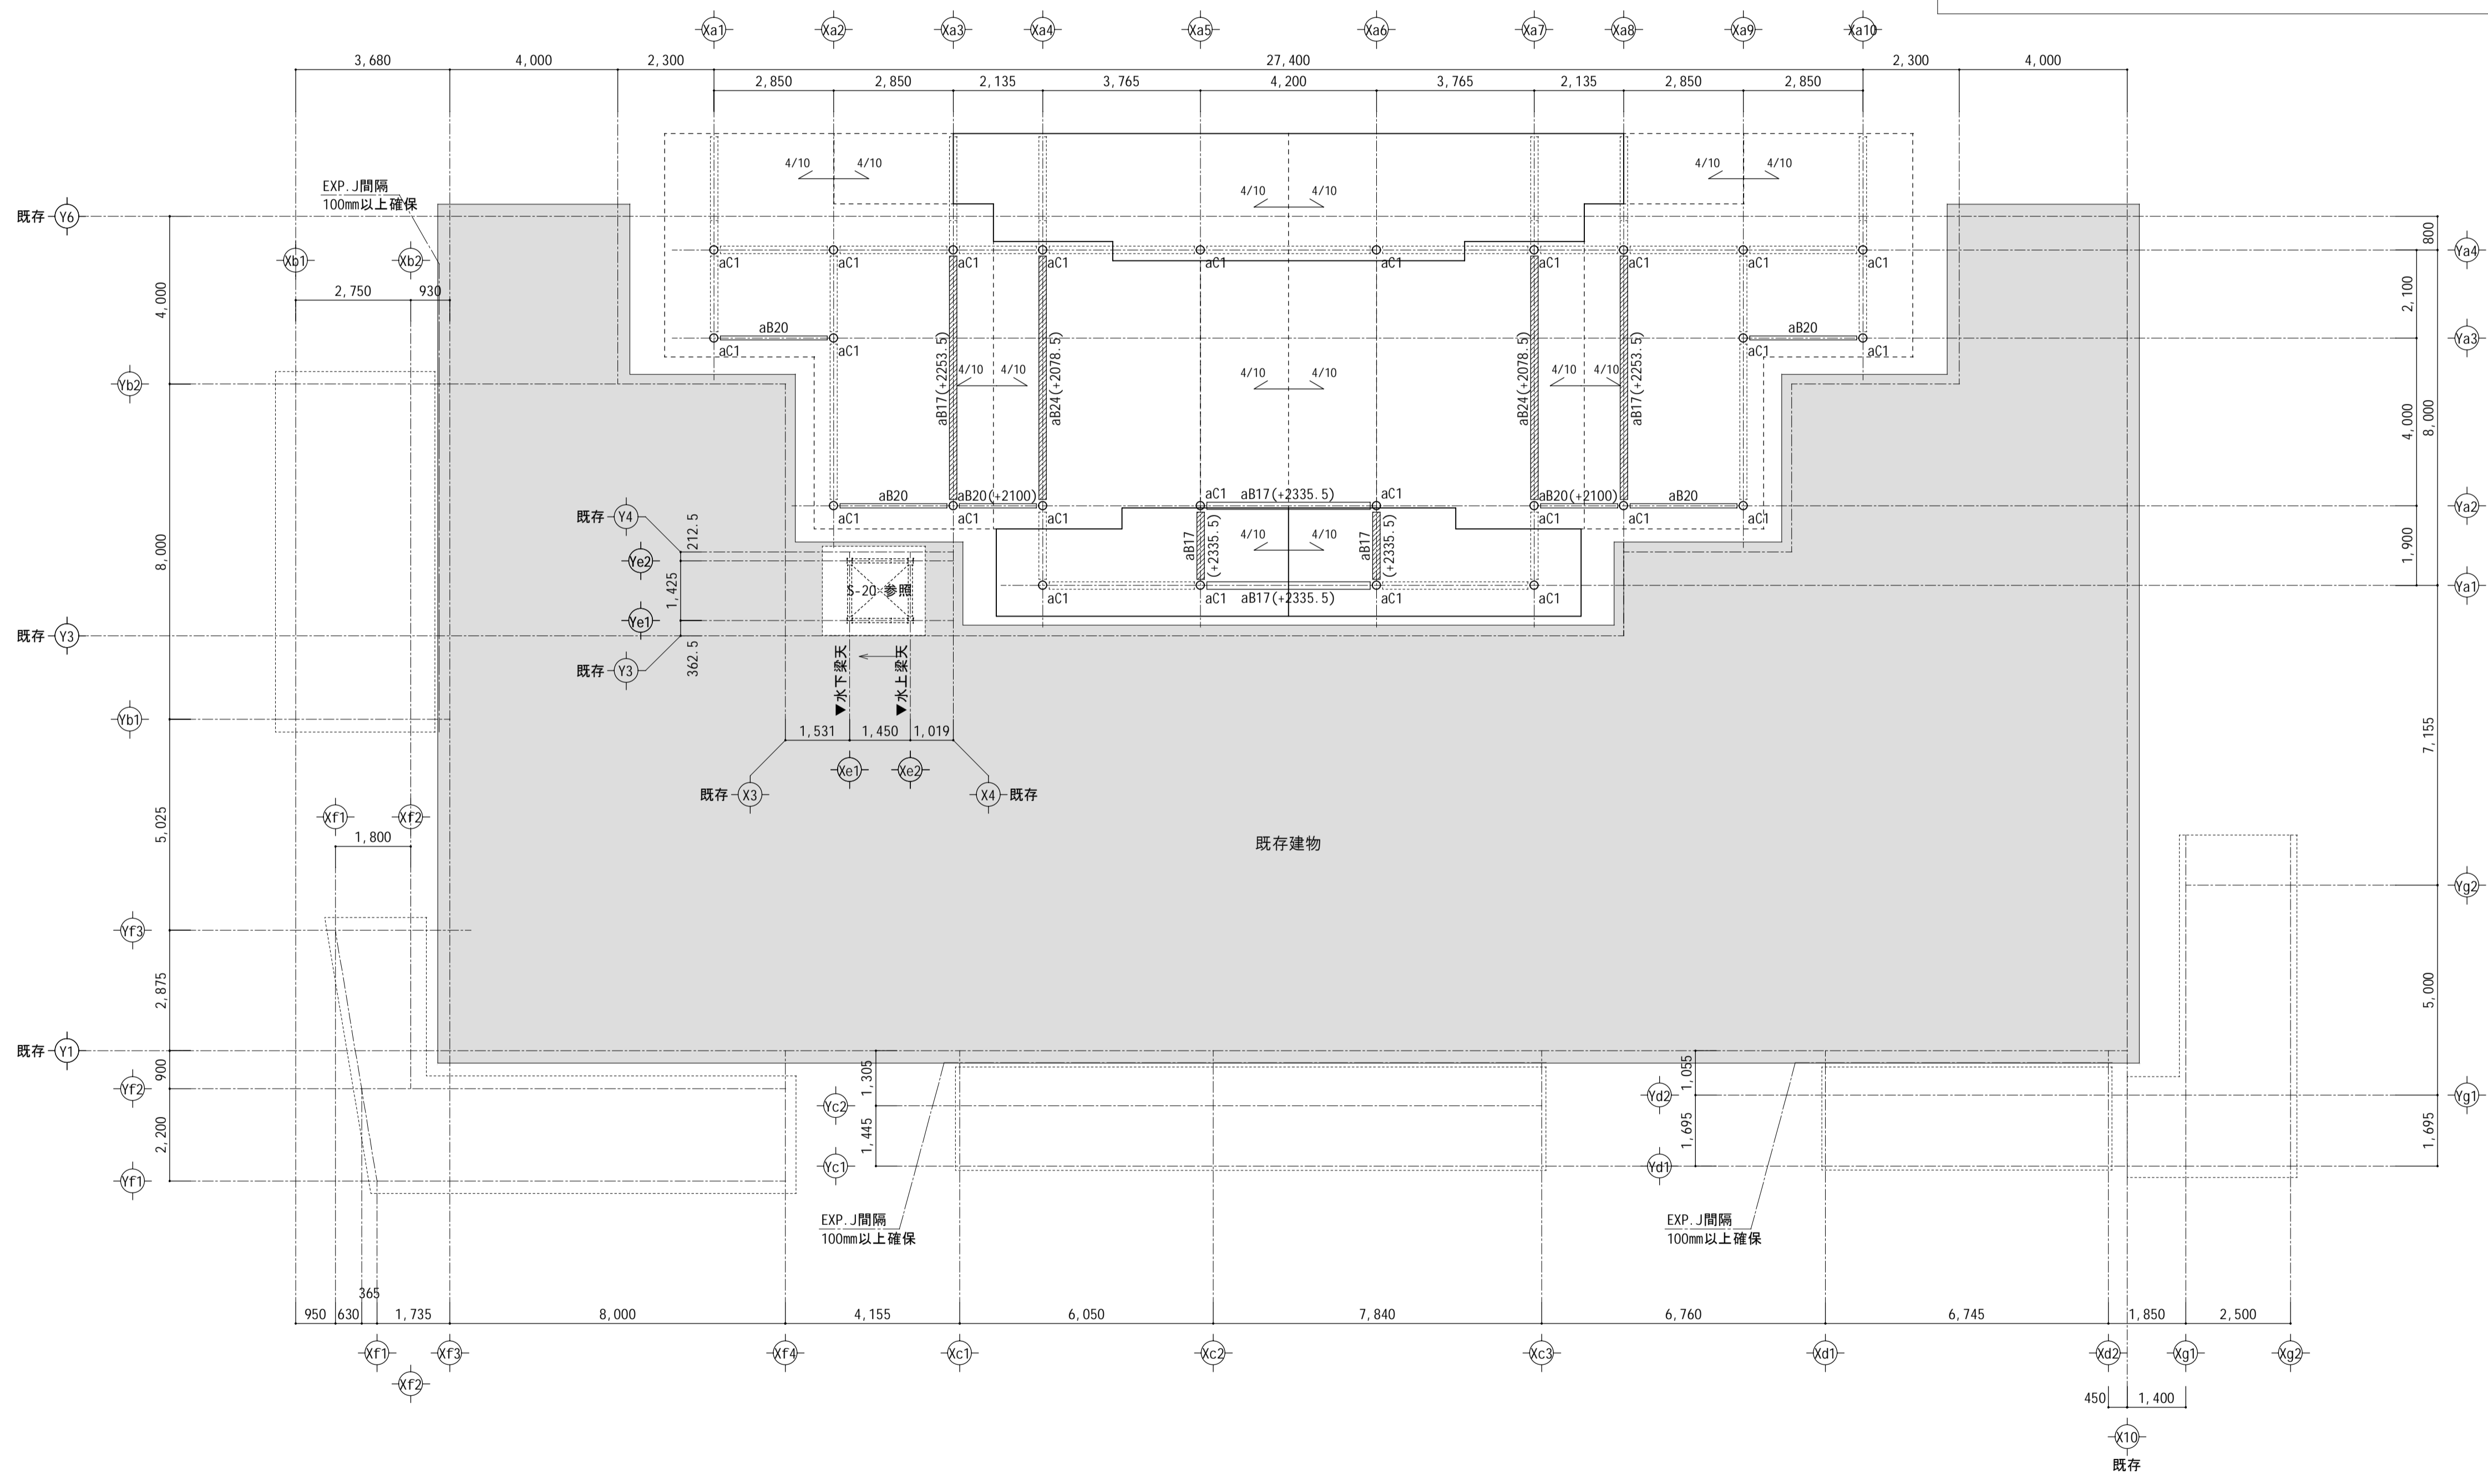 Xa1 Xa2 Xa3 Xa4 Xa5 Xa6 Xa7 Xa8 Xa9 Xa10
3,680 4,000 2,300 27,400 2,300 4,000
2,850 2,850 2,135 3,765 4,200 3,765 2,135 2,850 2,850
4/10 4/10 4/10 4/10
4/10 4/10
EXP.J間隔
100mm以上確保
既存 Y6
800
Ya4
Xb1 Xb2
aC1 aC1 aC1 aC1 aC1 aC1 aC1 aC1 aC1 aC1
2,750 930
4,000
2,100
aB20 aB20
Ya3
aC1 aC1 aC1 aC1
aB17(+2253.5) aB24(+2078.5) aB24(+2078.5) aB17(+2253.5)
4/10 4/10 4/10 4/10 4/10 4/10
Yb2
4,000
8,000
aB20 aB20(+2100) aC1 aB17(+2335.5) aC1 aB20(+2100) aB20
Ya2
aC1 aC1 aC1 aC1 aC1 aC1
既存 Y4
212.5
8,000
Ye2
1,425
aB17
(+2335.5)
4/10 4/10
aB17
(+2335.5)
1,900
S-20 参照
Ya1
aC1 aC1 aB17(+2335.5) aC1 aC1
Ye1
既存 Y3
既存 Y3
362.5
▼水下梁天
▼水上梁天
Yb1
7,155
1,531 1,450 1,019
Xe1 Xe2
既存 X3
X4 既存
Xf1 Xf2
5,025
1,800
既存建物
Yg2
Yf3
2,875
5,000
既存 Y1
900
1,305
1,055
Yf2
Yc2
Yd2
Yg1
2,200
1,445
1,695
1,695
Yc1
Yd1
Yf1
EXP.J間隔
100mm以上確保
EXP.J間隔
100mm以上確保
365
950 630 1,735 8,000 4,155 6,050 7,840 6,760 6,745 1,850 2,500
Xf1 Xf3 Xf4 Xc1 Xc2 Xc3 Xd1 Xd2 Xg1 Xg2
Xf2
450 1,400
X10
既存